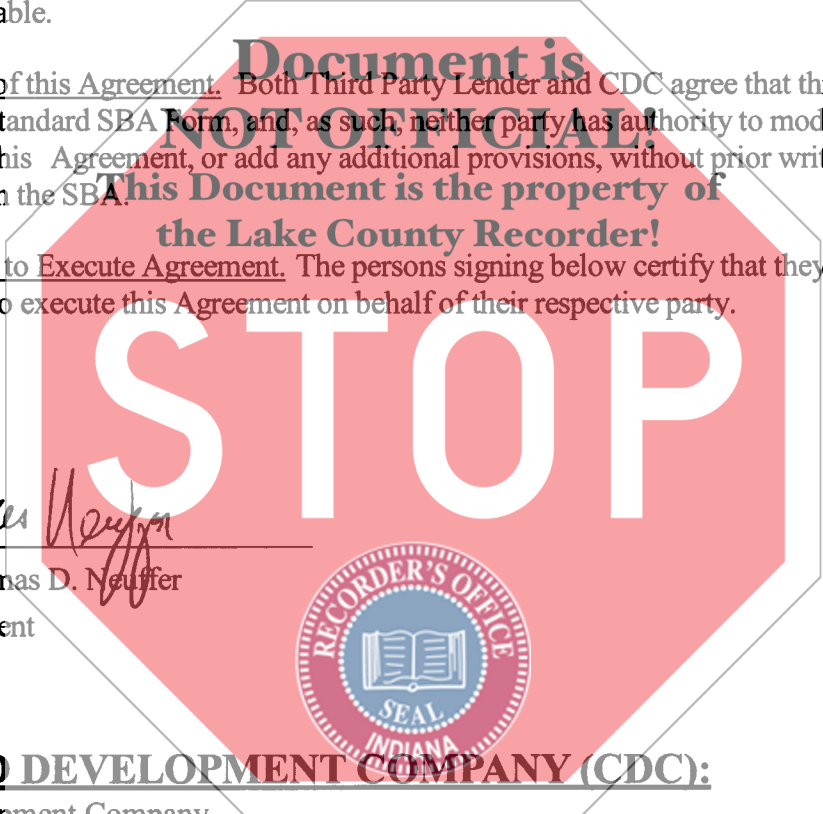 able.
Document is
of this Agreement. Both Third Party Lender and CDC agree that th
NOT OFFICIAL!
tandard SBA Form, and, as such, neither party has authority to mod
his Agreement, or add any additional provisions, without prior writ
n the SBA.
This Document is the property of
the Lake County Recorder!
to Execute Agreement. The persons signing below certify that they
o execute this Agreement on behalf of their respective party.
STOP
nas D. Neuffer
ent
RECORDER'S OFFICE
SEAL
INDIANA
D DEVELOPMENT COMPANY (CDC):
ement Company